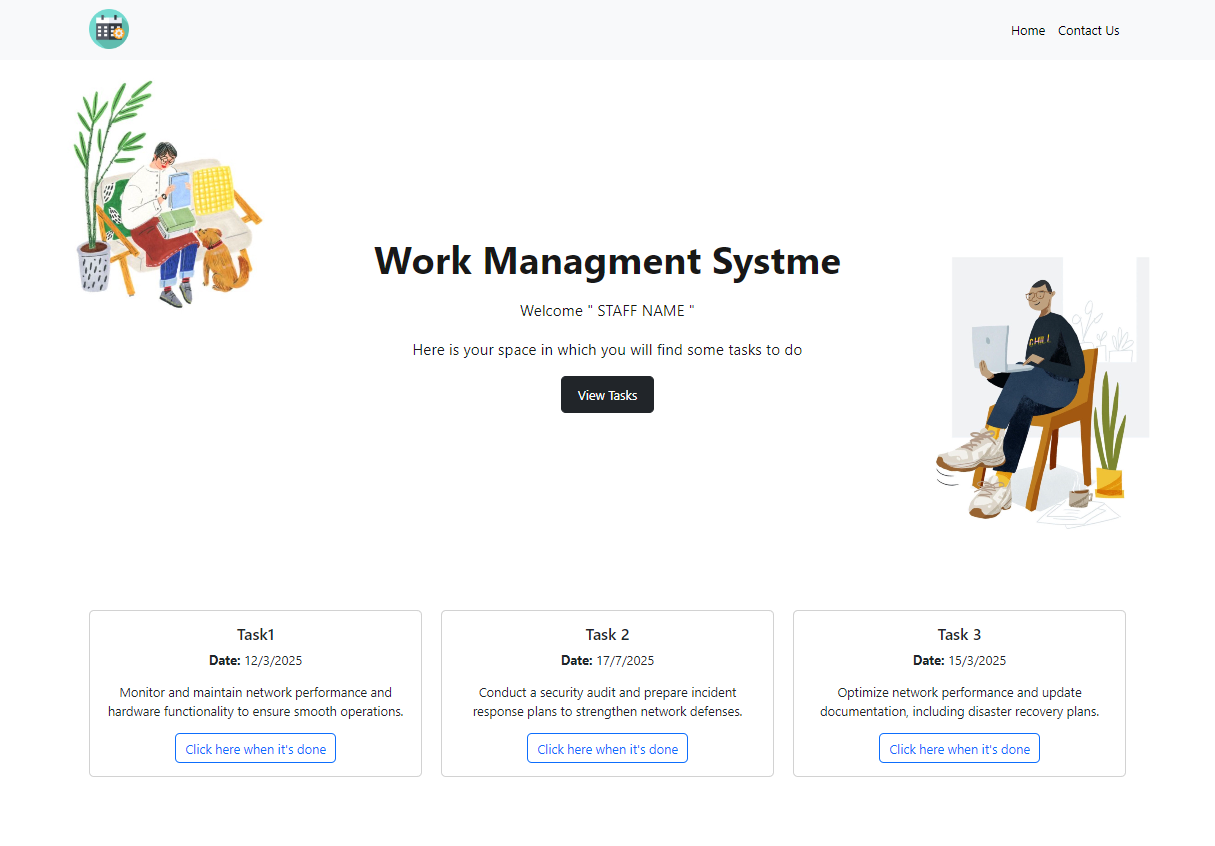 Home Contact Us
Work Managment Systme
Welcome " STAFF NAME "
Here is your space in which you will find some tasks to do
View Tasks
CHILL
Task1
Date: 12/3/2025
Monitor and maintain network performance and
hardware functionality to ensure smooth operations.
Click here when it's done
Task 2
Date: 17/7/2025
Conduct a security audit and prepare incident
response plans to strengthen network defenses.
Click here when it's done
Task 3
Date: 15/3/2025
Optimize network performance and update
documentation, including disaster recovery plans.
Click here when it's done